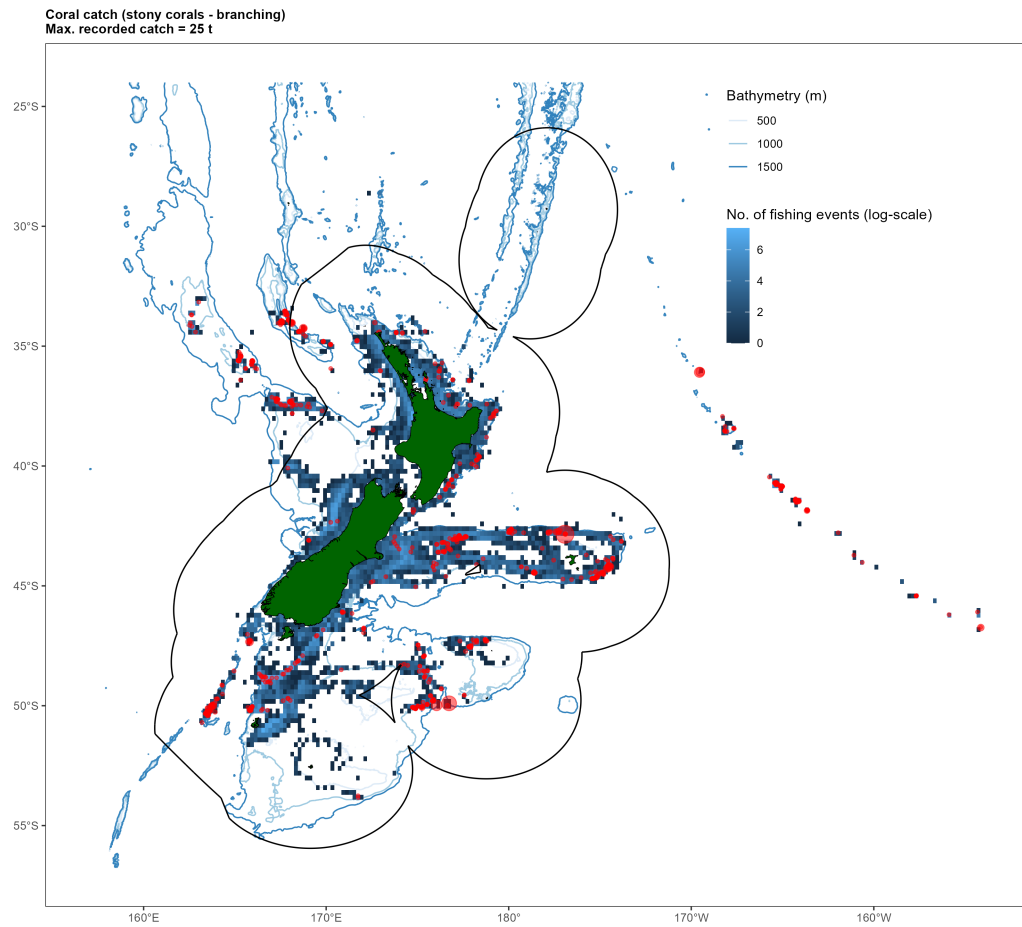 Coral catch (stony corals - branching)
Max. recorded catch = 25 t
25°S
30°S
35°S
40°S
45°S
50°S
55°S
160°E
170°E
180°
170°W
160°W
Bathymetry (m)
500
1000
1500
No. of fishing events (log-scale)
6
4
2
0